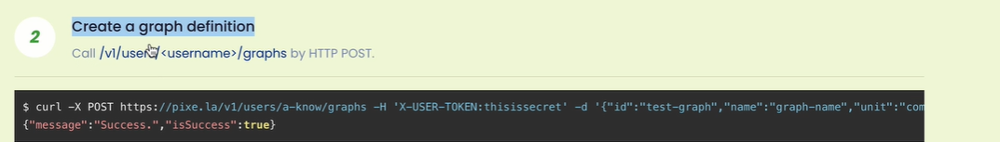 2
Create a graph definition
Call /v1/users/<username>/graphs by HTTP POST.
$ curl -X POST https://pixe.la/v1/users/a-know/graphs -H 'X-USER-TOKEN:thisissecret' -d '{"id":"test-graph","name":"graph-name","unit":"com
{"message":"Success.","isSuccess":true}